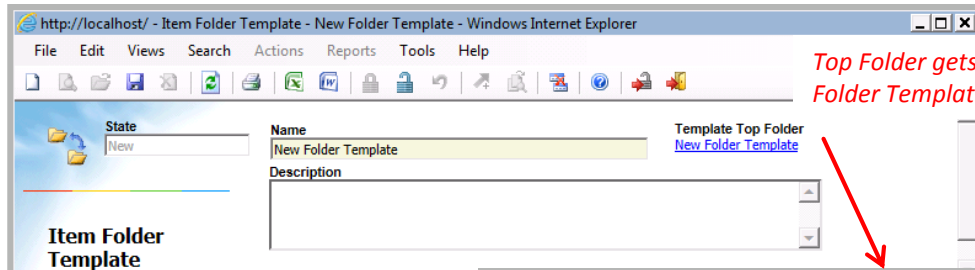 http://localhost/ - Item Folder Template - New Folder Template - Windows Internet Explorer
File Edit Views Search Actions Reports Tools Help
Top Folder gets
Folder Templat
State
New
Name
New Folder Template
Template Top Folder
New Folder Template
Description
Item Folder
Template